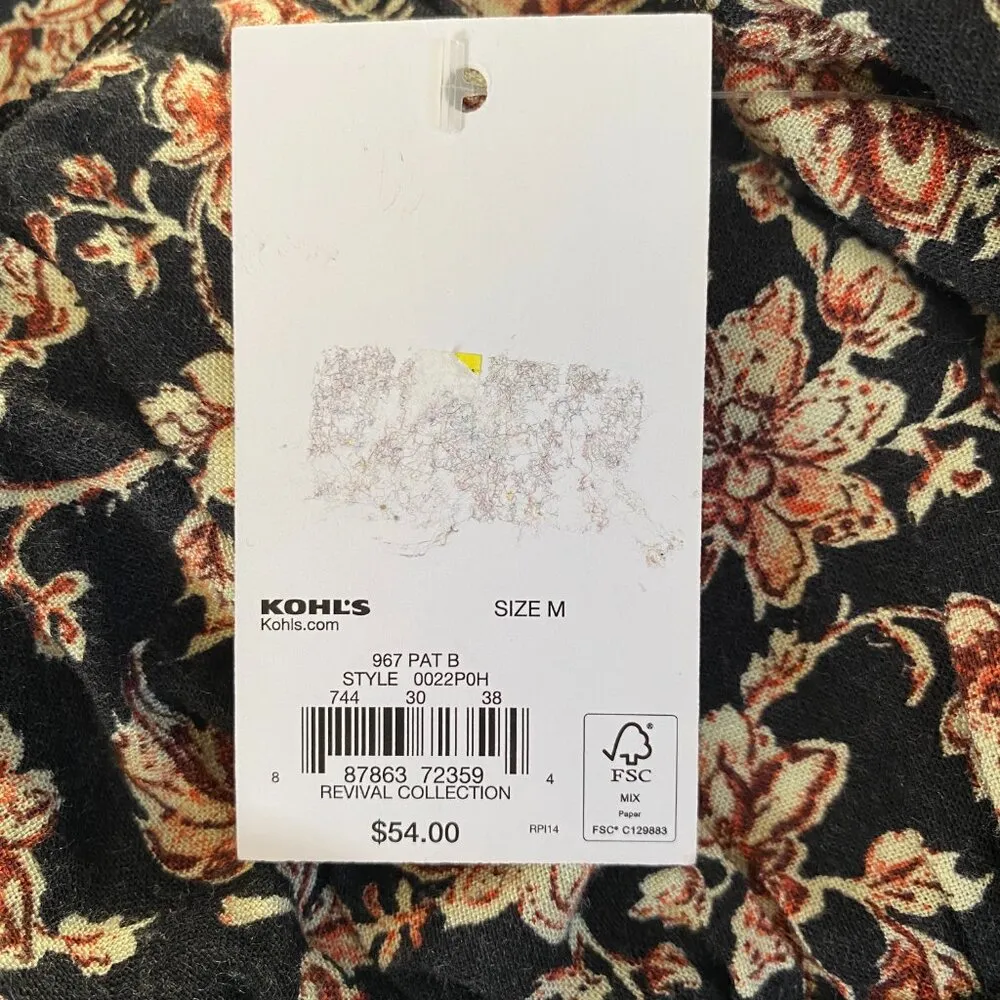 KOHL'S
Kohls.com
SIZE M
967 PAT B
STYLE 0022P0H
744 30 38
8 87863 72359 4
REVIVAL COLLECTION
$54.00
RPI14
FSC®
MIX
Paper
FSC® C129883